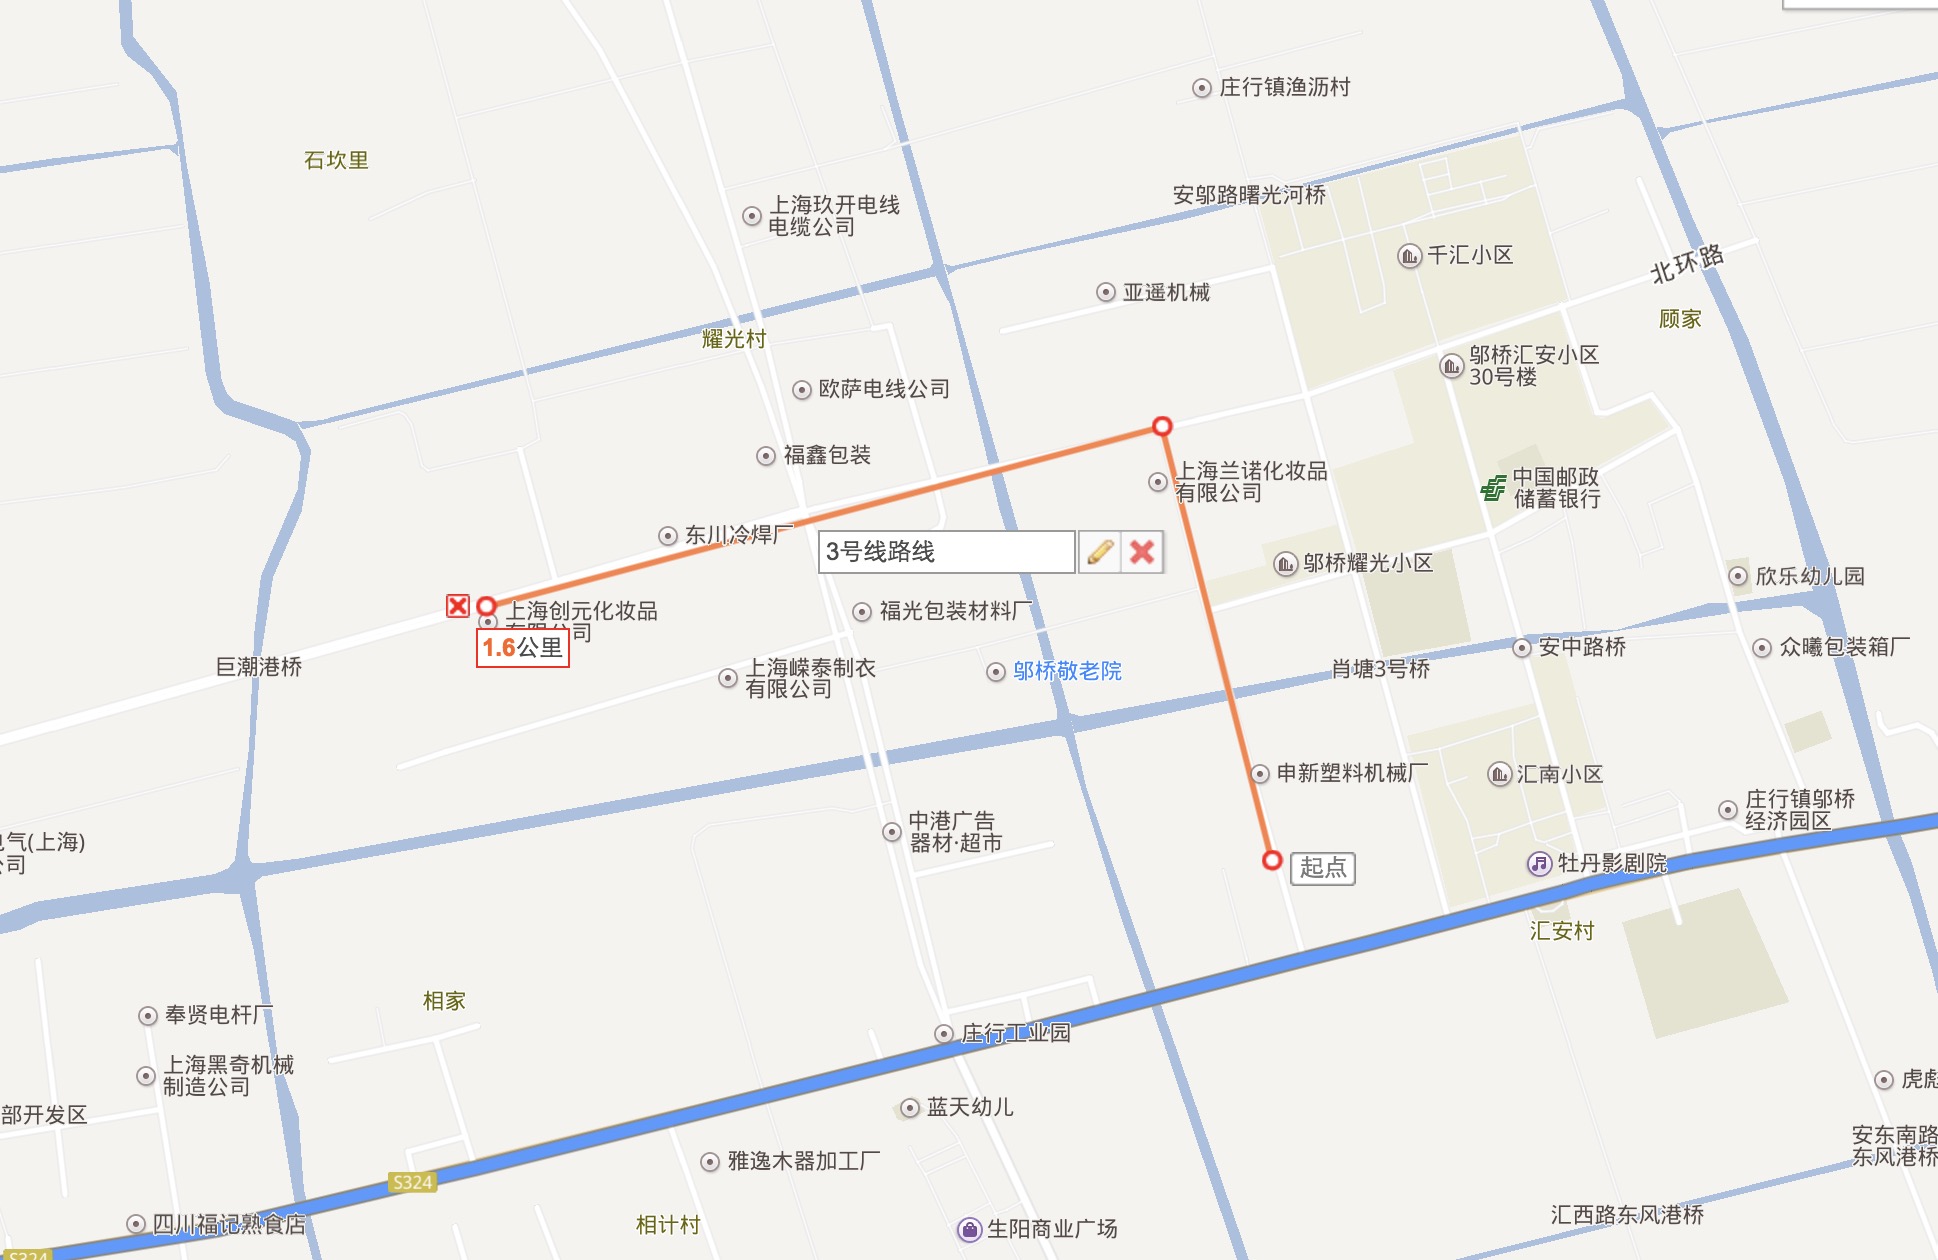 庄行镇渔沥村
石坎里
安邬路曙光河桥
上海玖开电线
电缆公司
千汇小区
北环路
亚遥机械
顾家
耀光村
邬桥汇安小区
30号楼
欧萨电线公司
福鑫包装
上海兰诺化妆品
有限公司
中国邮政
储蓄银行
东川冷焊厂
3号线路线
邬桥耀光小区
欣乐幼儿园
上海创元化妆品
有限公司
1.6公里
福光包装材料厂
安中路桥
众曦包装箱厂
巨潮港桥
上海嵘泰制衣
有限公司
邬桥敬老院
肖塘3号桥
申新塑料机械厂
汇南小区
庄行镇邬桥
经济园区
中港广告
器材·超市
气(上海)
公司
起点
牡丹影剧院
汇安村
相家
奉贤电杆厂
庄行工业园
上海黑奇机械
制造公司
虎彪
部开发区
蓝天幼儿
安东南路
东风港桥
雅逸木器加工厂
S324
四川福记熟食店
相计村
生阳商业广场
汇西路东风港桥
S324